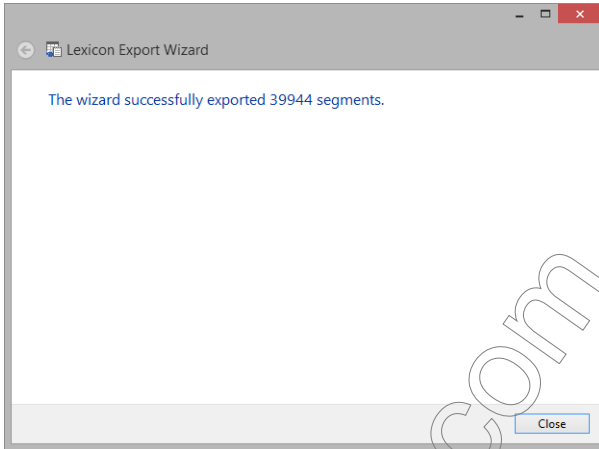 Lexicon Export Wizard
The wizard successfully exported 39944 segments.
Close
com